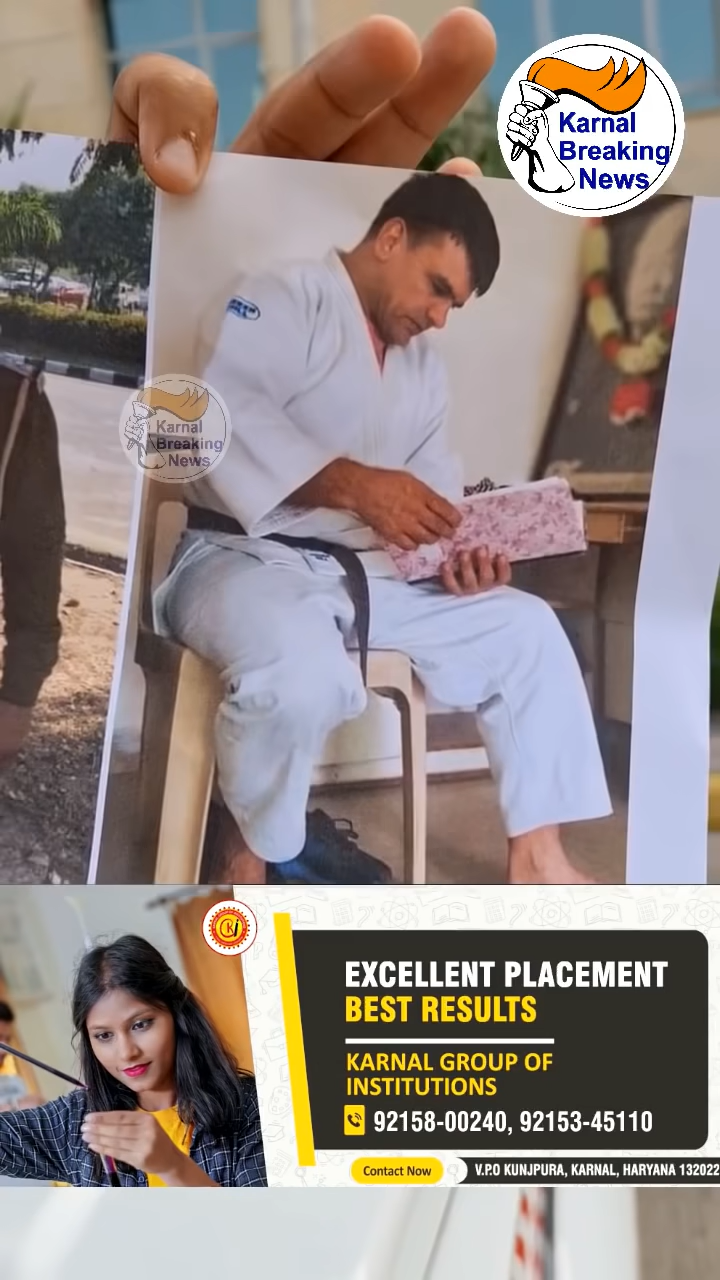 Karnal
Breaking
News
Karnal
Breaking
News
EXCELLENT PLACEMENT
BEST RESULTS
KARNAL GROUP OF
INSTITUTIONS
92158-00240, 92153-45110
Contact Now
V.P.O KUNJPURA, KARNAL, HARYANA 132022